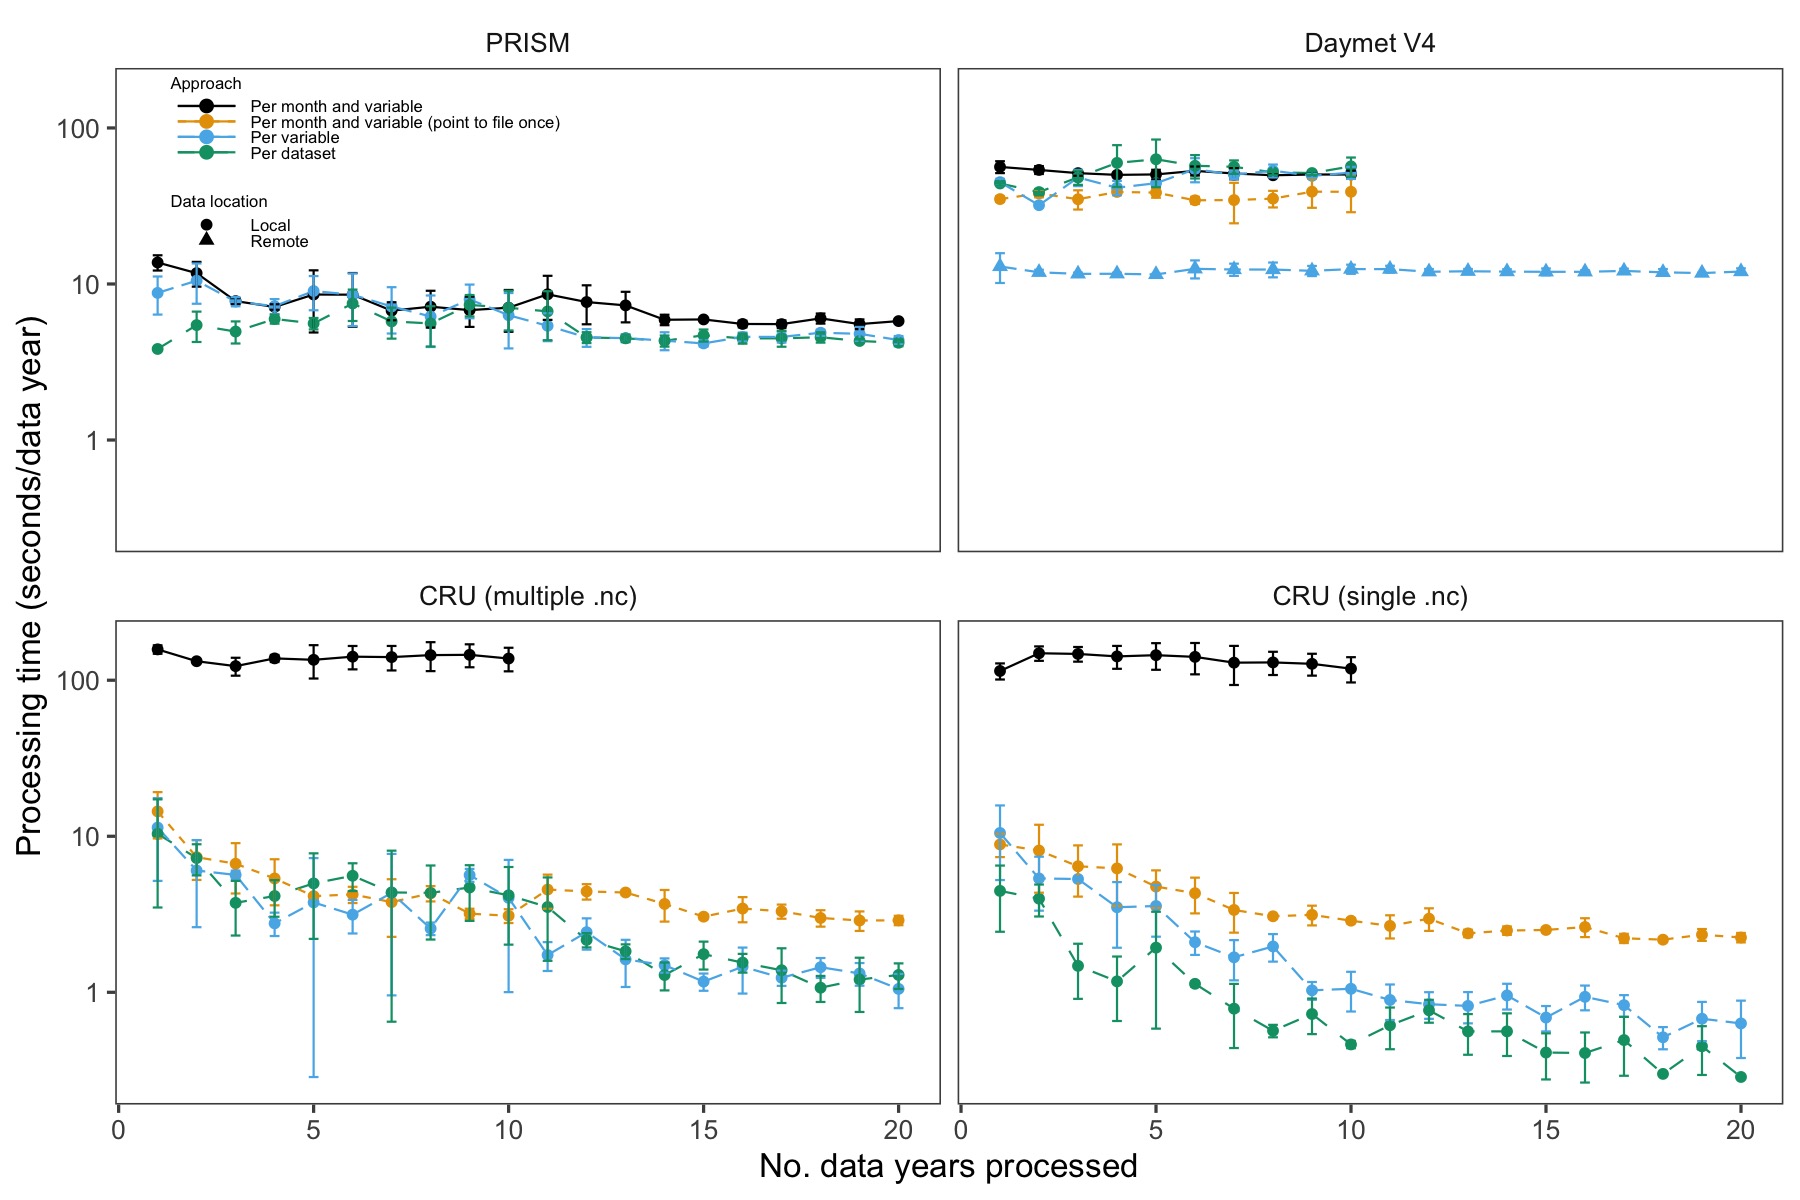 PRISM
Daymet V4
Approach
Per month and variable
Per month and variable (point to file once)
Per variable
Per dataset
Data location
Local
Remote
100
10
1
Processing time (seconds/data year)
CRU (multiple .nc)
CRU (single .nc)
100
10
1
0 5 10 15 20
0 5 10 15 20
No. data years processed